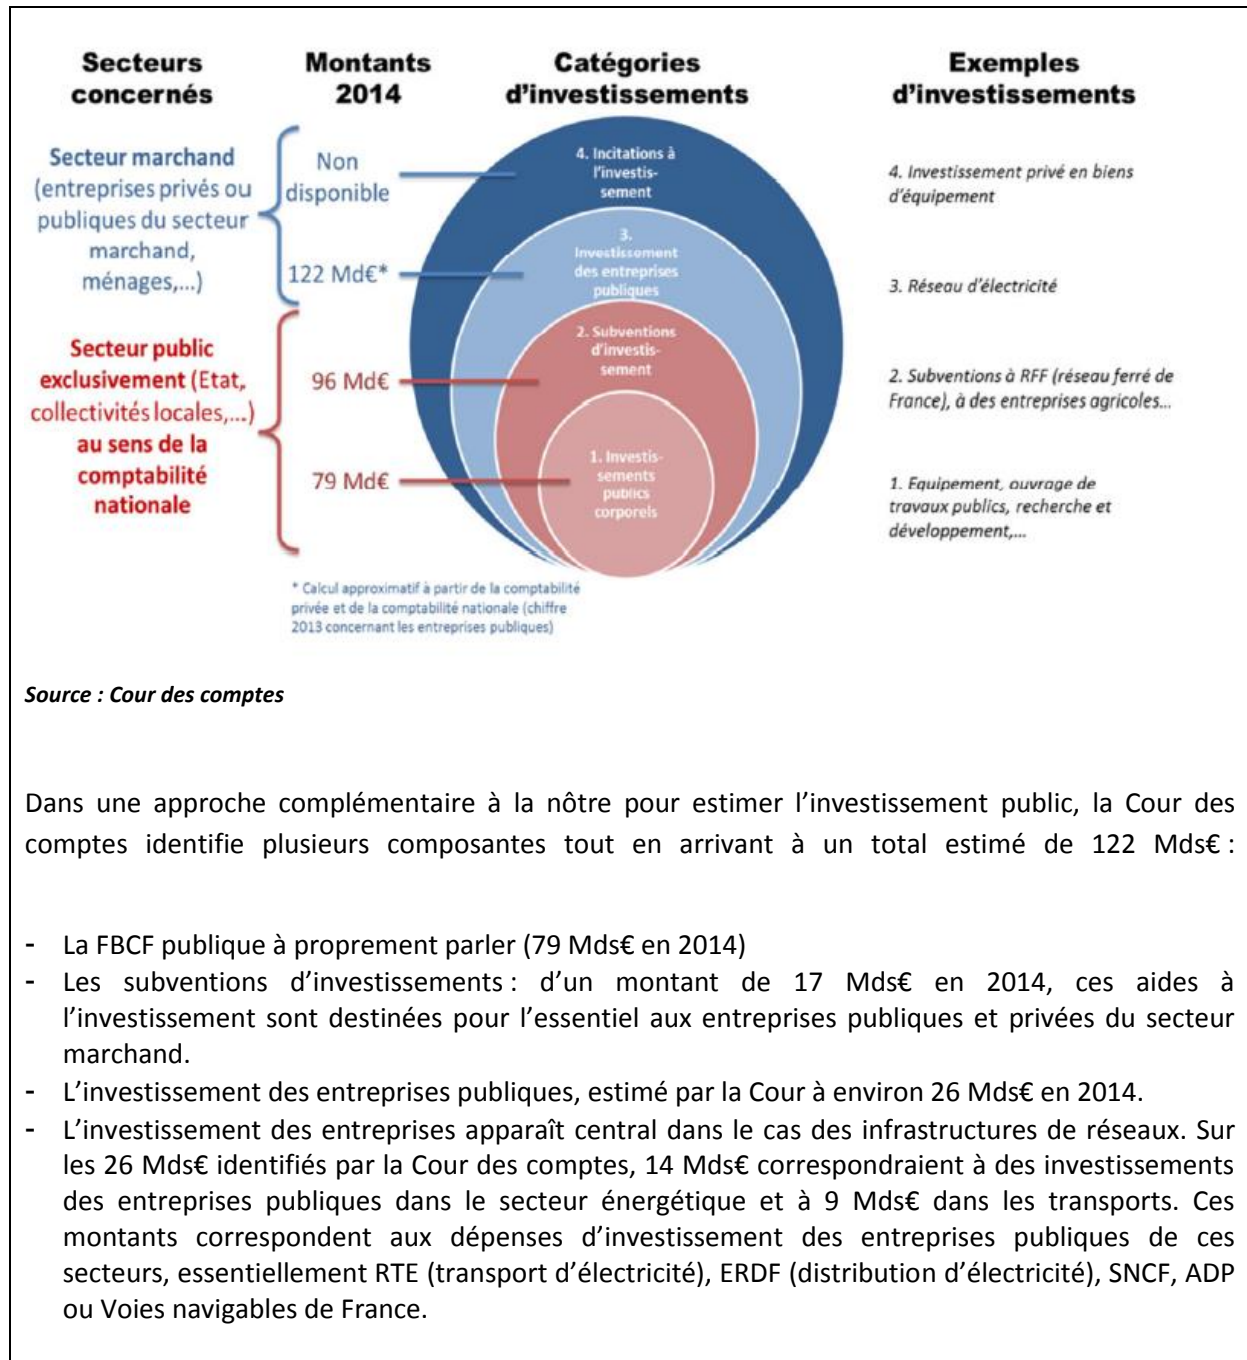 Secteurs
concernés
Montants
2014
Catégories
d'investissements
Exemples
d'investissements
Secteur marchand
(entreprises privés ou
publiques du secteur
marchand,
ménages,...)
Non
disponible
4. Incitations à
l'investis-
sement
4. Investissement privé en biens
d'équipement
122 Md€*
3.
Investissement
des entreprises
publiques
3. Réseau d'électricité
Secteur public
exclusivement (Etat,
collectivités locales,...)
au sens de la
comptabilité
nationale
96 Md€
2. Subventions
d'investis-
sement
2. Subventions à RFF (réseau ferré de
France), à des entreprises agricoles...
79 Md€
1. Investis-
sements
publics
corporels
1. Equipement, ouvrage de
travaux publics, recherche et
développement,...
* Calcul approximatif à partir de la comptabilité
privée et de la comptabilité nationale (chiffre
2013 concernant les entreprises publiques)
Source : Cour des comptes
Dans une approche complémentaire à la nôtre pour estimer l'investissement public, la Cour des
comptes identifie plusieurs composantes tout en arrivant à un total estimé de 122 Mds€ :
- La FBCF publique à proprement parler (79 Mds€ en 2014)
- Les subventions d'investissements : d'un montant de 17 Mds€ en 2014, ces aides à
l'investissement sont destinées pour l'essentiel aux entreprises publiques et privées du secteur
marchand.
- L'investissement des entreprises publiques, estimé par la Cour à environ 26 Mds€ en 2014.
- L'investissement des entreprises apparaît central dans le cas des infrastructures de réseaux. Sur
les 26 Mds€ identifiés par la Cour des comptes, 14 Mds€ correspondraient à des investissements
des entreprises publiques dans le secteur énergétique et à 9 Mds€ dans les transports. Ces
montants correspondent aux dépenses d'investissement des entreprises publiques de ces
secteurs, essentiellement RTE (transport d'électricité), ERDF (distribution d'électricité), SNCF, ADP
ou Voies navigables de France.